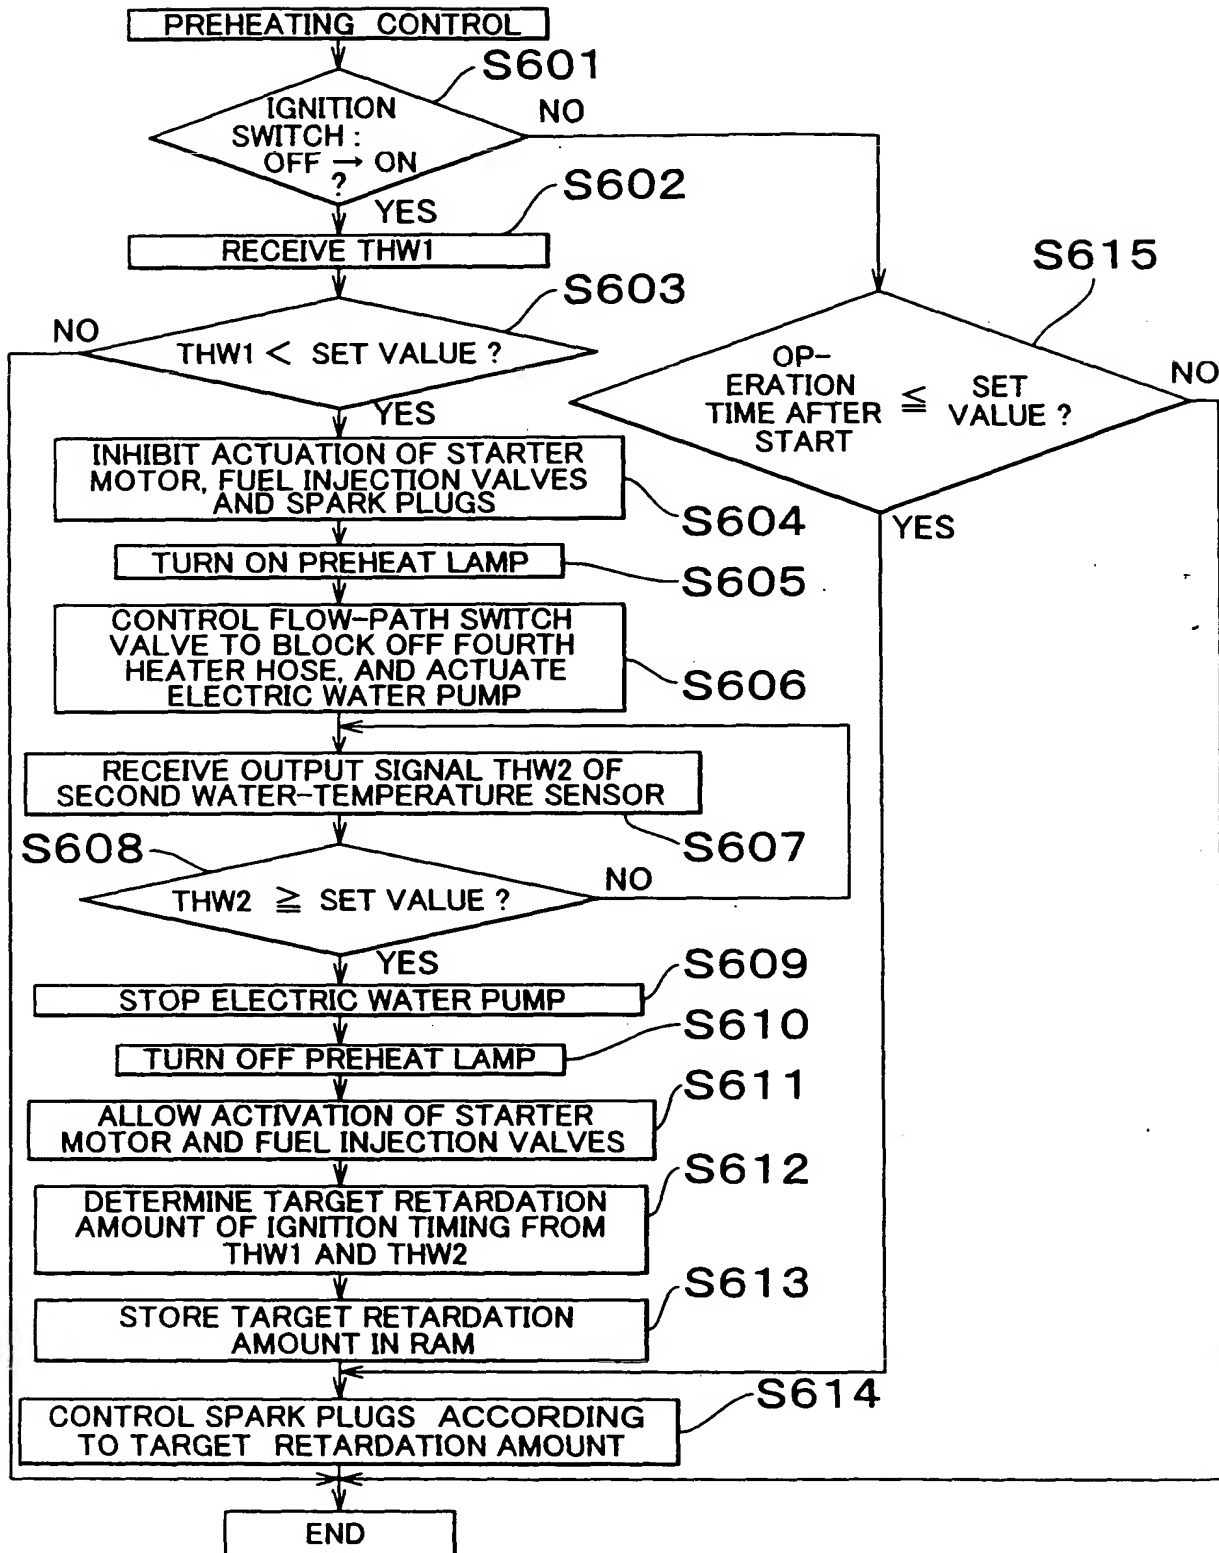 PREHEATING CONTROL
S601
IGNITION
SWITCH :
OFF → ON
?
NO
YES
S602
RECEIVE THW1
S603
NO
THW1 < SET VALUE ?
YES
S615
OP-
ERATION
TIME AFTER
START
≦
SET
VALUE ?
NO
YES
INHIBIT ACTUATION OF STARTER
MOTOR, FUEL INJECTION VALVES
AND SPARK PLUGS
S604
TURN ON PREHEAT LAMP
S605
CONTROL FLOW-PATH SWITCH
VALVE TO BLOCK OFF FOURTH
HEATER HOSE, AND ACTUATE
ELECTRIC WATER PUMP
S606
RECEIVE OUTPUT SIGNAL THW2 OF
SECOND WATER-TEMPERATURE SENSOR
S607
S608
THW2 ≧ SET VALUE ?
NO
YES
S609
STOP ELECTRIC WATER PUMP
S610
TURN OFF PREHEAT LAMP
S611
ALLOW ACTIVATION OF STARTER
MOTOR AND FUEL INJECTION VALVES
S612
DETERMINE TARGET RETARDATION
AMOUNT OF IGNITION TIMING FROM
THW1 AND THW2
S613
STORE TARGET RETARDATION
AMOUNT IN RAM
S614
CONTROL SPARK PLUGS ACCORDING
TO TARGET RETARDATION AMOUNT
END